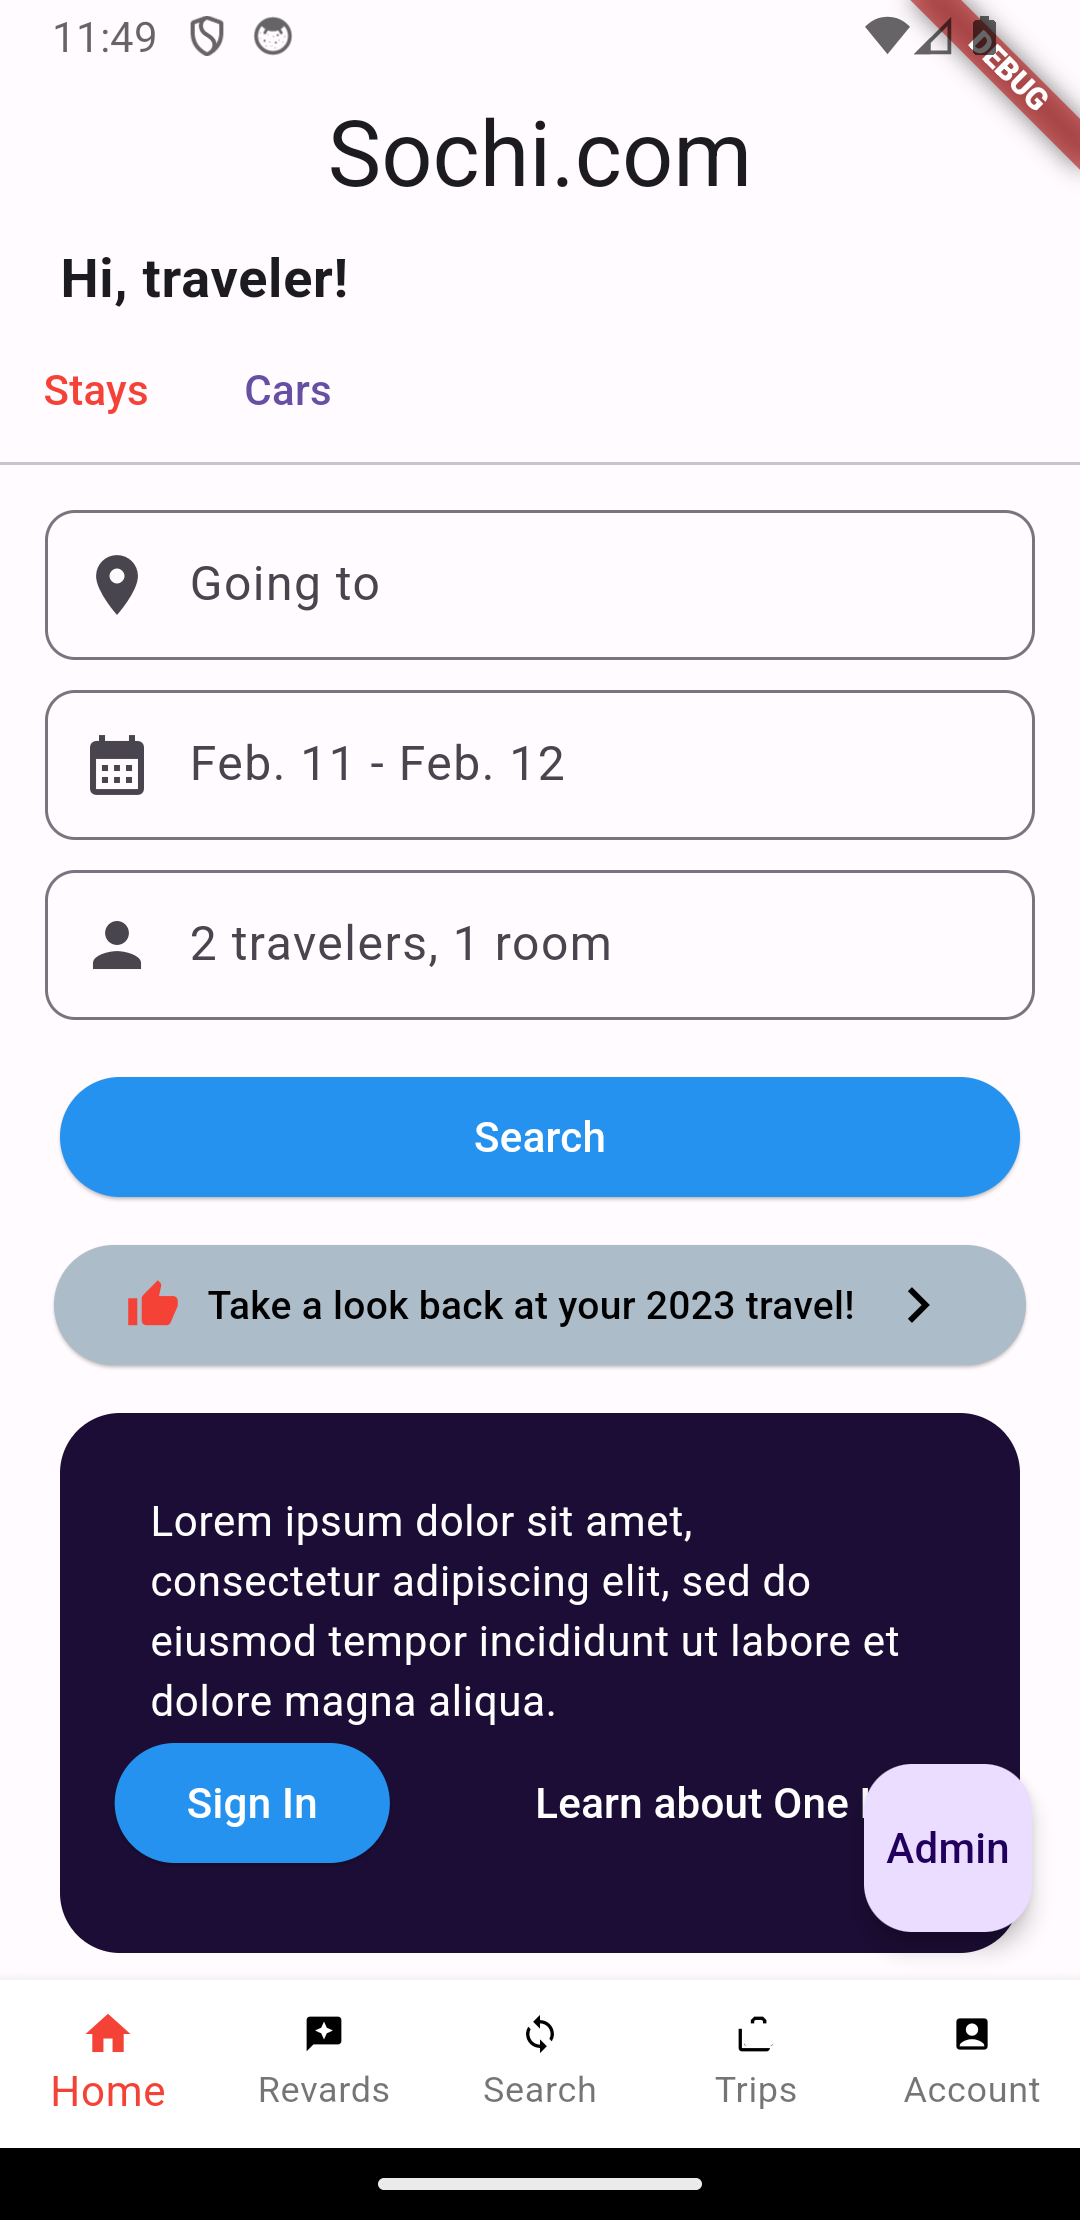 11:49
DEBUG
Sochi.com
Hi, traveler!
Stays Cars
Going to
Feb. 11 - Feb. 12
2 travelers, 1 room
Search
Take a look back at your 2023 travel!
Lorem ipsum dolor sit amet,
consectetur adipiscing elit, sed do
eiusmod tempor incididunt ut labore et
dolore magna aliqua.
Sign In Learn about One
Admin
Home Revards Search Trips Account